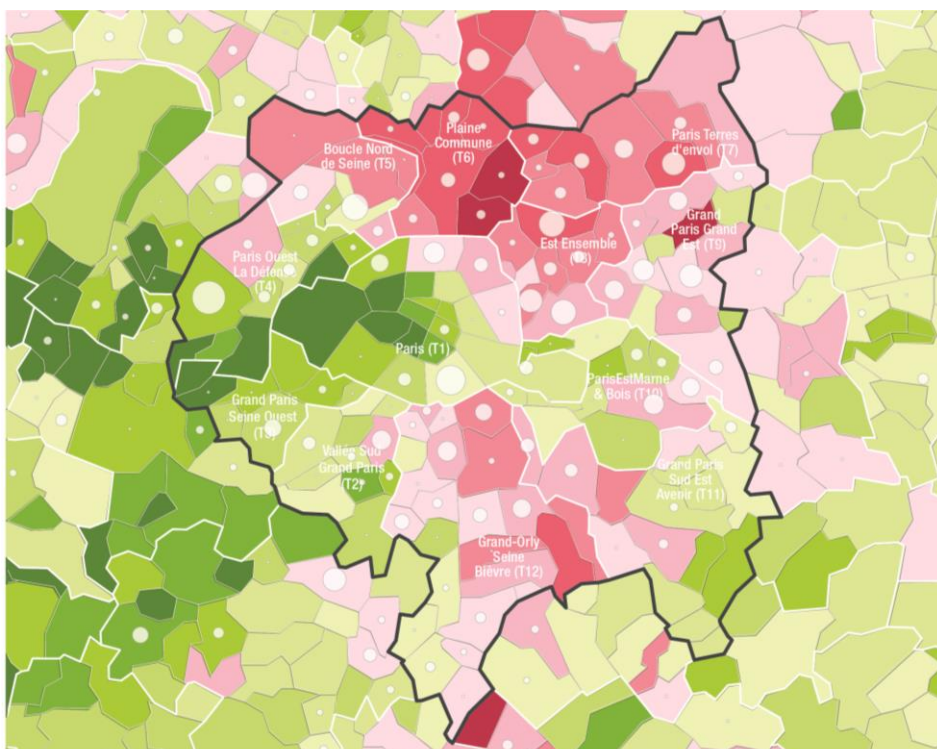 Plaine
Commune
(T6)
Boucle Nord
de Seine (T5)
Paris Terres
d'envol (T7)
Grand
Paris Grand
Est (T9)
Est Ensemble
Paris Ouest
La Défense
(T4)
Paris (T1)
ParisEstMarne
& Bois (T10)
Grand Paris
Seine Ouest
Vallée Sud
Grand Paris
(T2)
Grand Paris
Sud Est
Avenir (T11)
Grand-Orly
Seine
Bièvre (T12)